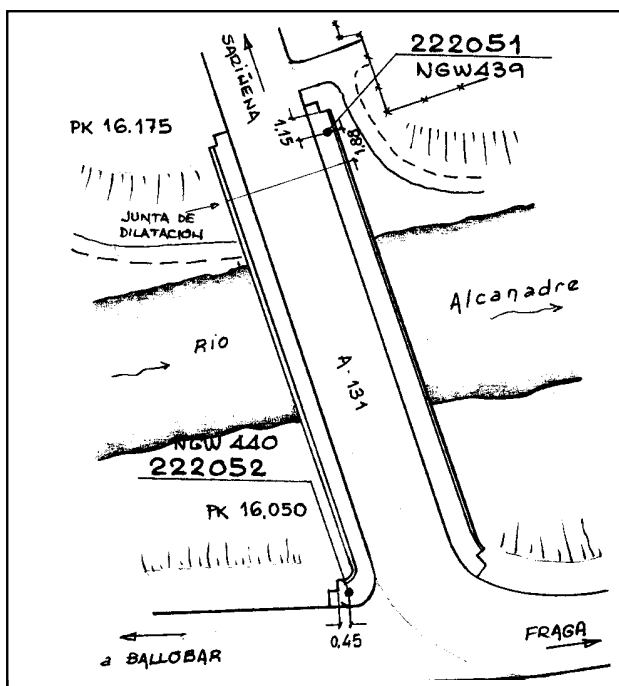 SARIÑENA
222051
NGW439
PK 16.175
1,15
1,88
JUNTA DE
DILATACION
Alcanadre
Rio
A-131
NGW 440
222052
PK 16,050
0,45
FRAGA
a BALLOBAR